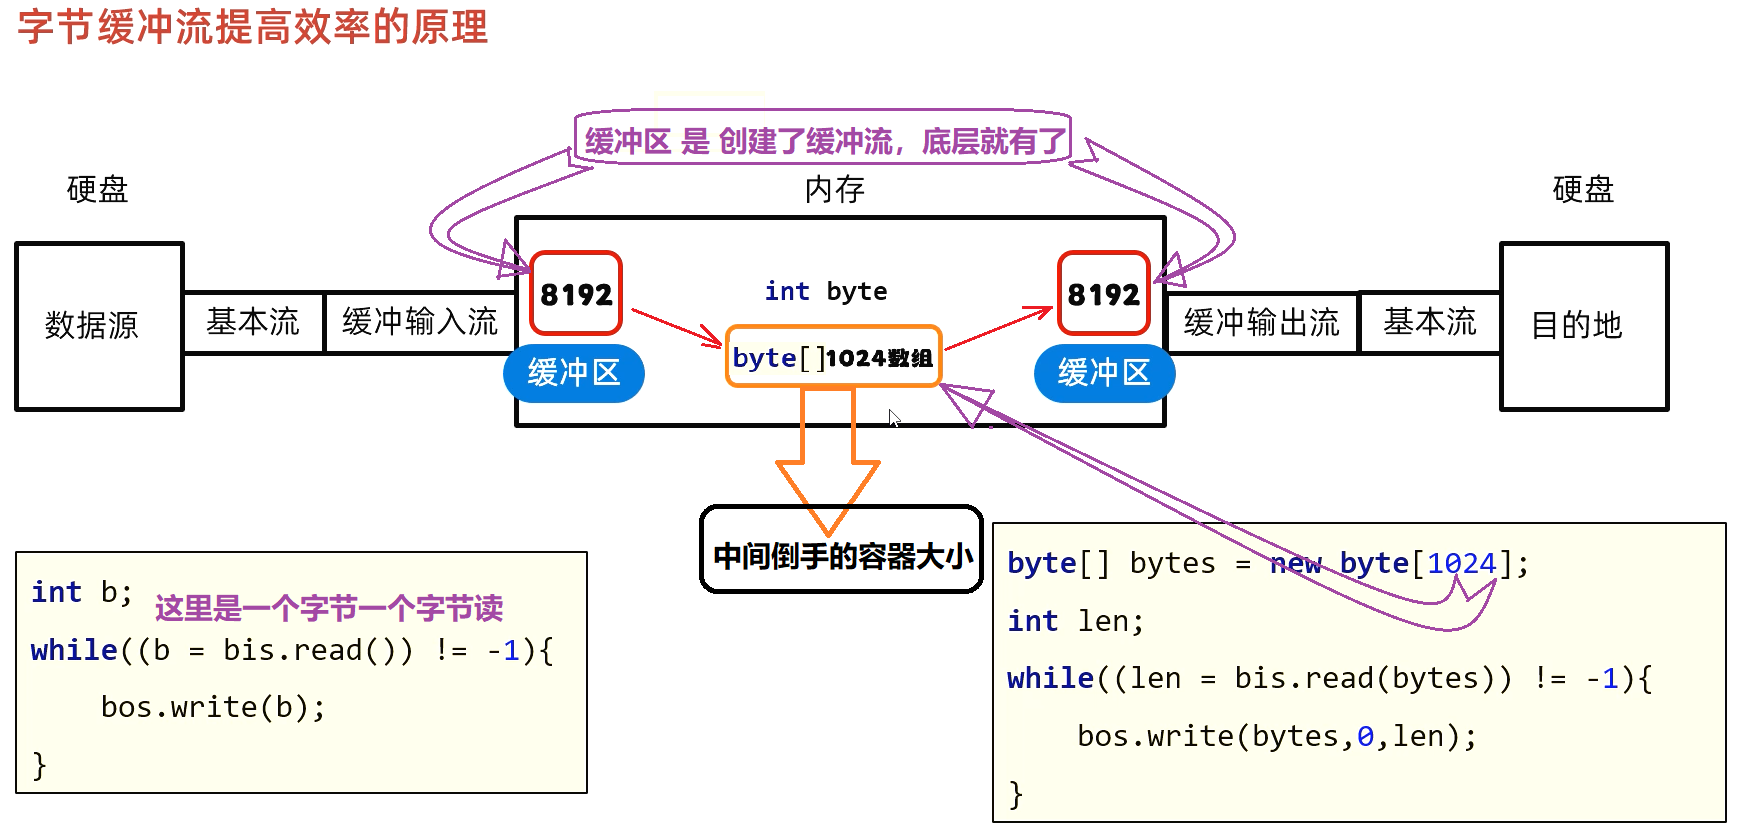 字节缓冲流提高效率的原理
缓冲区 是 创建了缓冲流，底层就有了
硬盘
内存
硬盘
数据源
基本流
缓冲输入流
8192
缓冲区
int byte
byte[]1024数组
8192
缓冲区
缓冲输出流
基本流
目的地
中间倒手的容器大小
int b;
这里是一个字节一个字节读
while((b = bis.read()) != -1){
    bos.write(b);
}
byte[] bytes = new byte[1024];
int len;
while((len = bis.read(bytes)) != -1){
    bos.write(bytes,0,len);
}